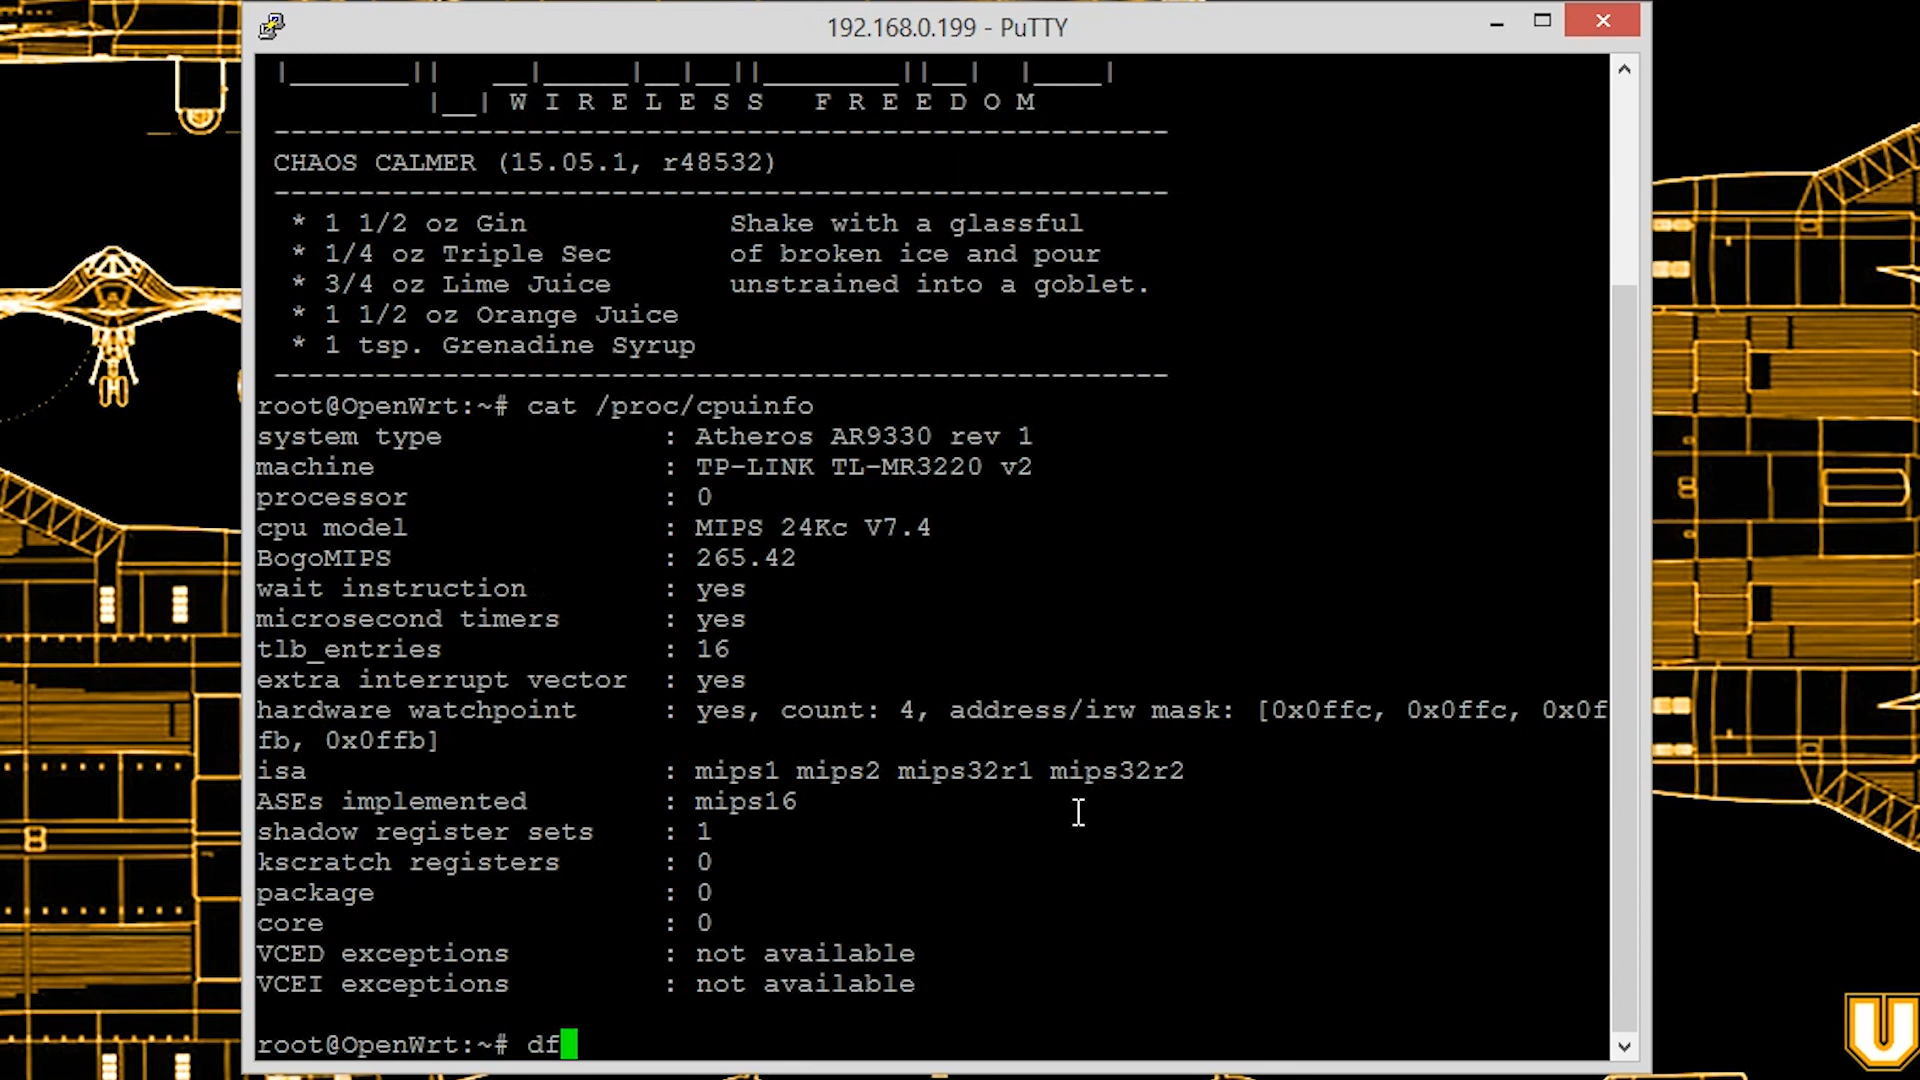 192.168.0.199 - PuTTY
|_______||   __|_____|__|__||________||__|  |____|
|__| W I R E L E S S   F R E E D O M
-----------------------------------------------------
CHAOS CALMER (15.05.1, r48532)
-----------------------------------------------------
* 1 1/2 oz Gin            Shake with a glassful
* 1/4 oz Triple Sec       of broken ice and pour
* 3/4 oz Lime Juice       unstrained into a goblet.
* 1 1/2 oz Orange Juice
* 1 tsp. Grenadine Syrup
-----------------------------------------------------
root@OpenWrt:~# cat /proc/cpuinfo
system type             : Atheros AR9330 rev 1
machine                 : TP-LINK TL-MR3220 v2
processor               : 0
cpu model               : MIPS 24Kc V7.4
BogoMIPS                : 265.42
wait instruction        : yes
microsecond timers      : yes
tlb_entries             : 16
extra interrupt vector  : yes
hardware watchpoint     : yes, count: 4, address/irw mask: [0x0ffc, 0x0ffc, 0x0f
fb, 0x0ffb]
isa                     : mips1 mips2 mips32r1 mips32r2
ASEs implemented        : mips16
shadow register sets    : 1
kscratch registers      : 0
package                 : 0
core                    : 0
VCED exceptions         : not available
VCEI exceptions         : not available
root@OpenWrt:~# df
8
8
U